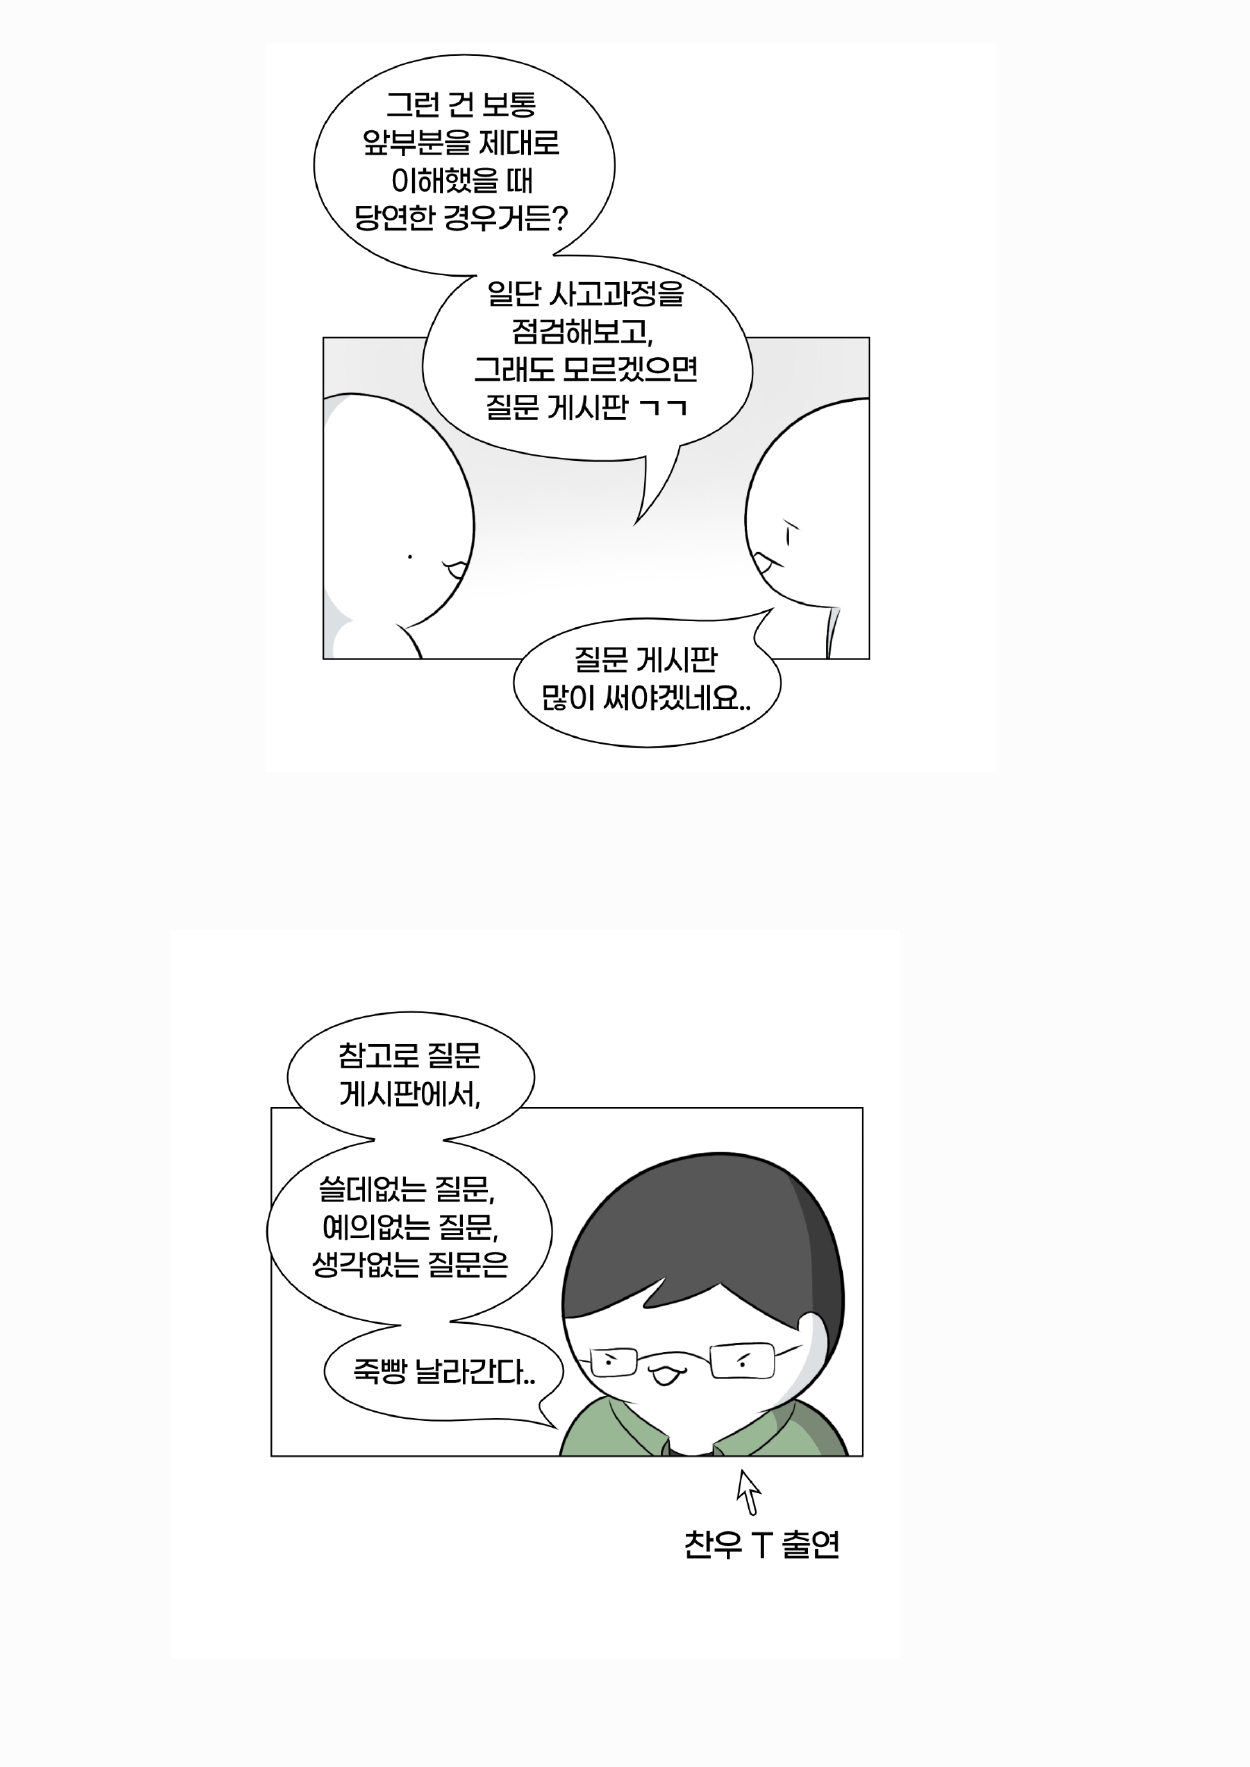 그런 건 보통
앞부분을 제대로
이해했을 때
당연한 경우거든?
일단 사고과정을
점검해보고,
그래도 모르겠으면
질문 게시판 ㄱㄱ
질문 게시판
많이 써야겠네요..
참고로 질문
게시판에서,
쓸데없는 질문,
예의없는 질문,
생각없는 질문은
죽빵 날라간다..
찬우 T 출연